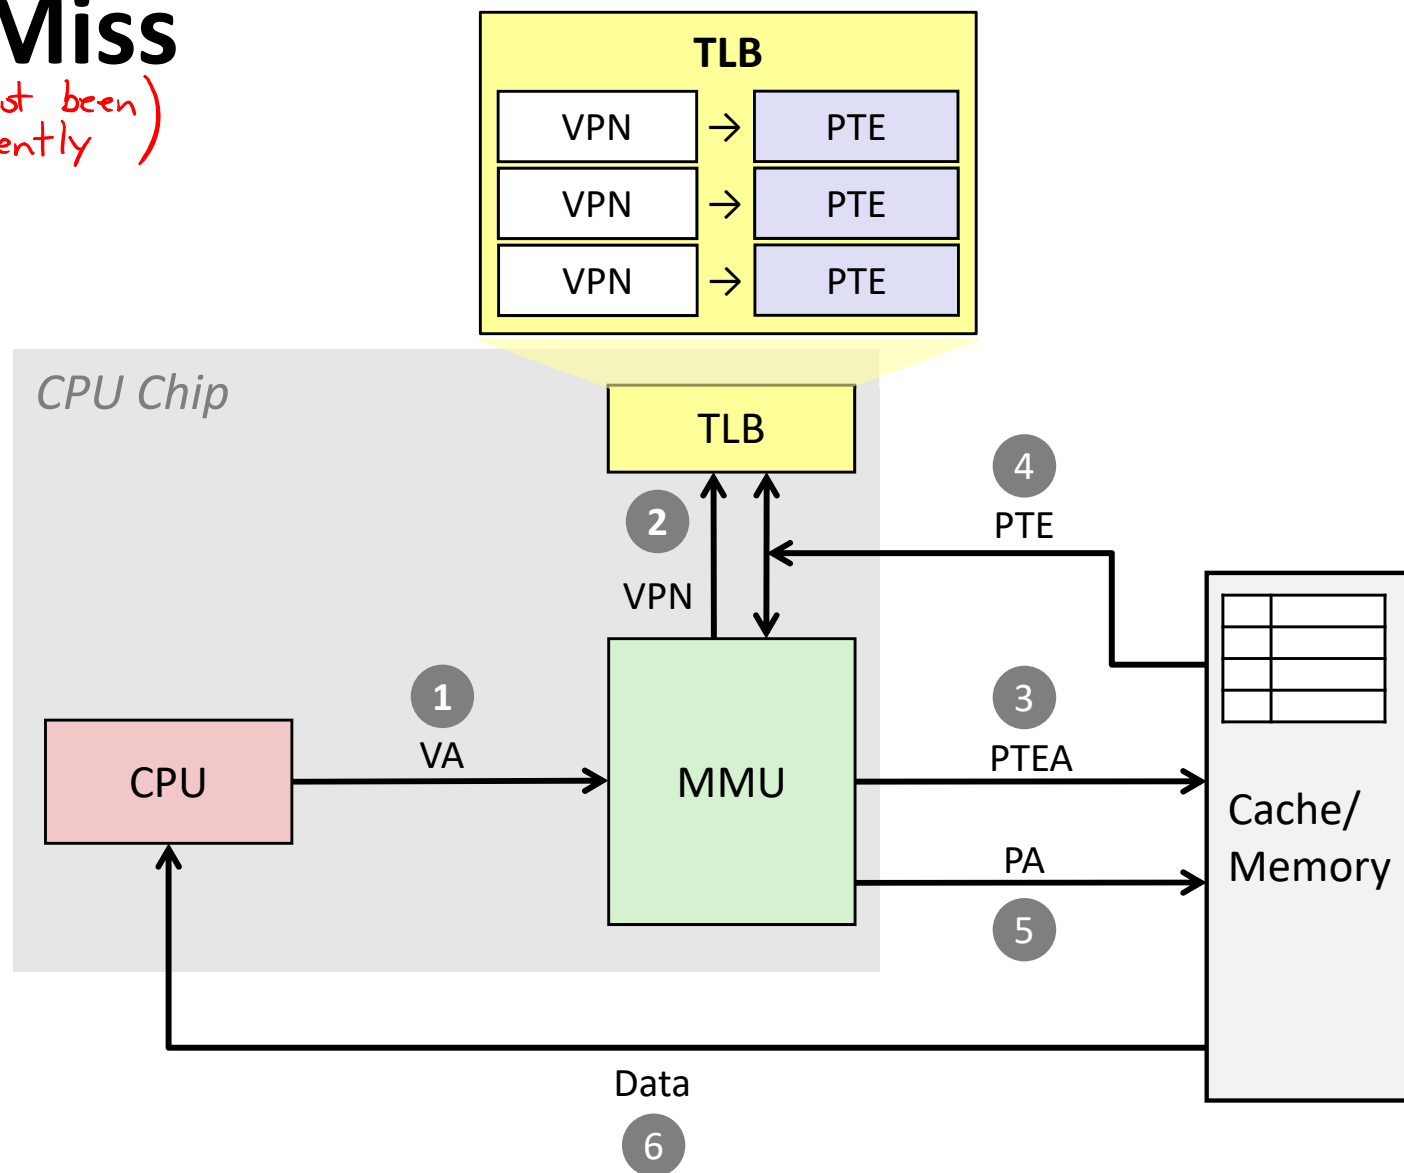 Miss
been)
TLB
VPN → PTE
VPN → PTE
VPN → PTE
CPU Chip
TLB
4
PTE
2
VPN
1
VA
3
PTEA
CPU
MMU
Cache/
Memory
PA
5
Data
6